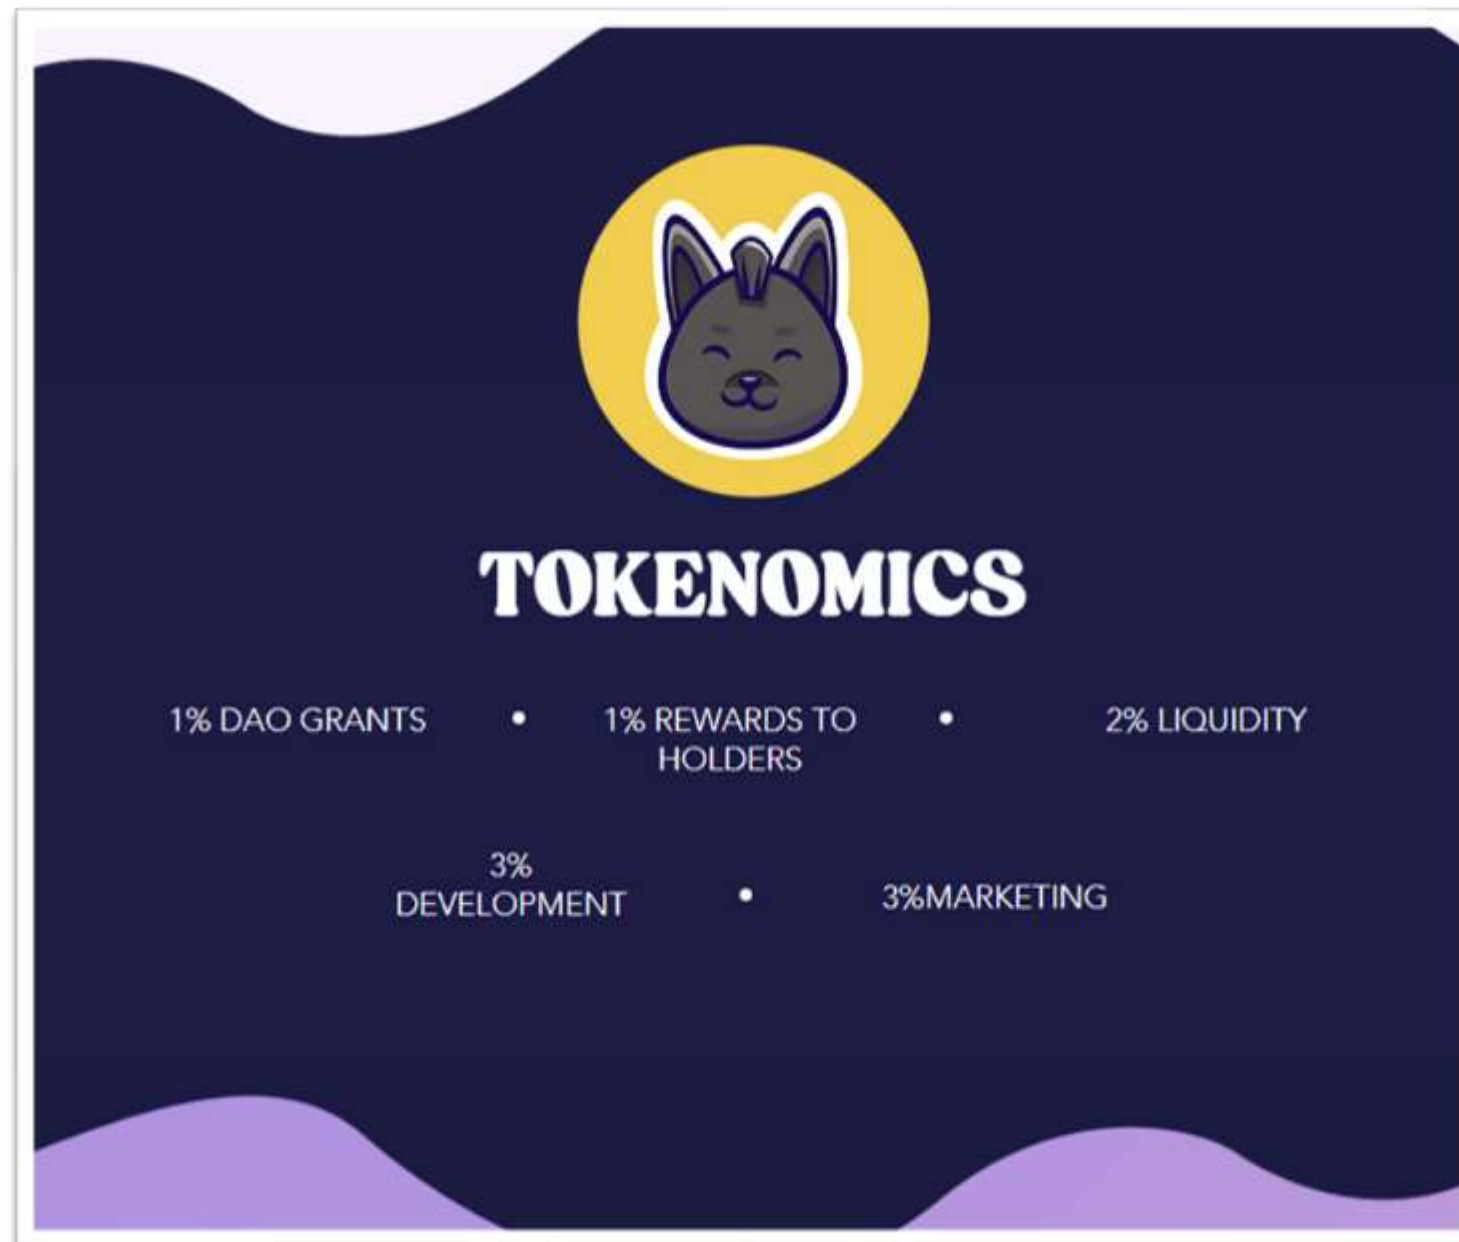 TOKENOMICS
1% DAO GRANTS • 1% REWARDS TO • 2% LIQUIDITY
HOLDERS
3%
DEVELOPMENT • 3%MARKETING